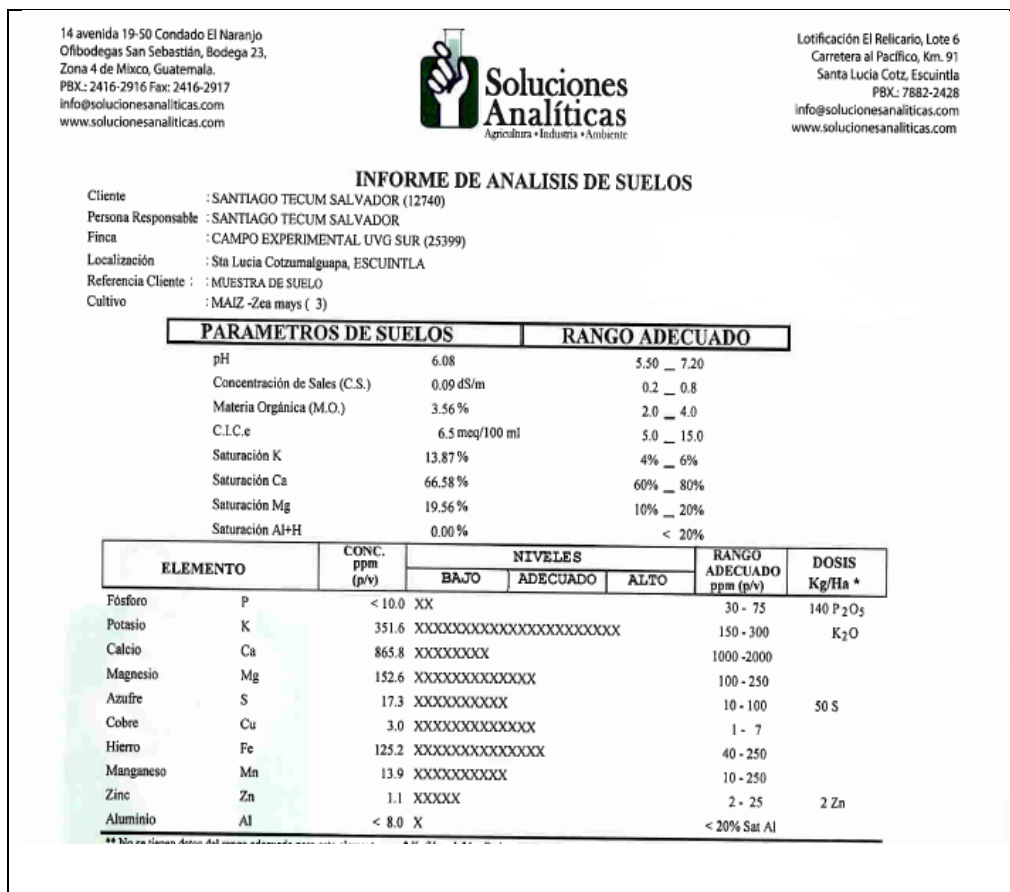 14 avenida 19-50 Condado El Naranjo
Ofibodegas San Sebastián, Bodega 23,
Zona 4 de Mixco, Guatemala.
PBX.: 2416-2916 Fax: 2416-2917
info@solucionesanaliticas.com
www.solucionesanaliticas.com
Soluciones
Analíticas
Agricultura • Industria • Ambiente
Lotificación El Relicario, Lote 6
Carretera al Pacífico, Km. 91
Santa Lucia Cotz, Escuintla
PBX.: 7882-2428
info@solucionesanaliticas.com
www.solucionesanaliticas.com
INFORME DE ANALISIS DE SUELOS
Cliente : SANTIAGO TECUM SALVADOR (12740)
Persona Responsable : SANTIAGO TECUM SALVADOR
Finca : CAMPO EXPERIMENTAL UVG SUR (25399)
Localización : Sta Lucia Cotzumalguapa, ESCUINTLA
Referencia Cliente : : MUESTRA DE SUELO
Cultivo : MAIZ -Zea mays ( 3)
PARAMETROS DE SUELOS RANGO ADECUADO
pH 6.08 5.50 _ 7.20
Concentración de Sales (C.S.) 0.09 dS/m 0.2 _ 0.8
Materia Orgánica (M.O.) 3.56 % 2.0 _ 4.0
C.I.C.e 6.5 meq/100 ml 5.0 _ 15.0
Saturación K 13.87 % 4% _ 6%
Saturación Ca 66.58 % 60% _ 80%
Saturación Mg 19.56 % 10% _ 20%
Saturación Al+H 0.00 % < 20%
ELEMENTO CONC. ppm (p/v) NIVELES RANGO ADECUADO ppm (p/v) DOSIS Kg/Ha *
BAJO ADECUADO ALTO
Fósforo P < 10.0 XX 30 - 75 140 P2O5
Potasio K 351.6 XXXXXXXXXXXXXXXXXXXXXXX 150 - 300 K2O
Calcio Ca 865.8 XXXXXXXX 1000 -2000
Magnesio Mg 152.6 XXXXXXXXXXXXX 100 - 250
Azufre S 17.3 XXXXXXXXXX 10 - 100 50 S
Cobre Cu 3.0 XXXXXXXXXXXXX 1 - 7
Hierro Fe 125.2 XXXXXXXXXXXXXX 40 - 250
Manganeso Mn 13.9 XXXXXXXXXX 10 - 250
Zinc Zn 1.1 XXXXX 2 - 25 2 Zn
Aluminio Al < 8.0 X < 20% Sat Al